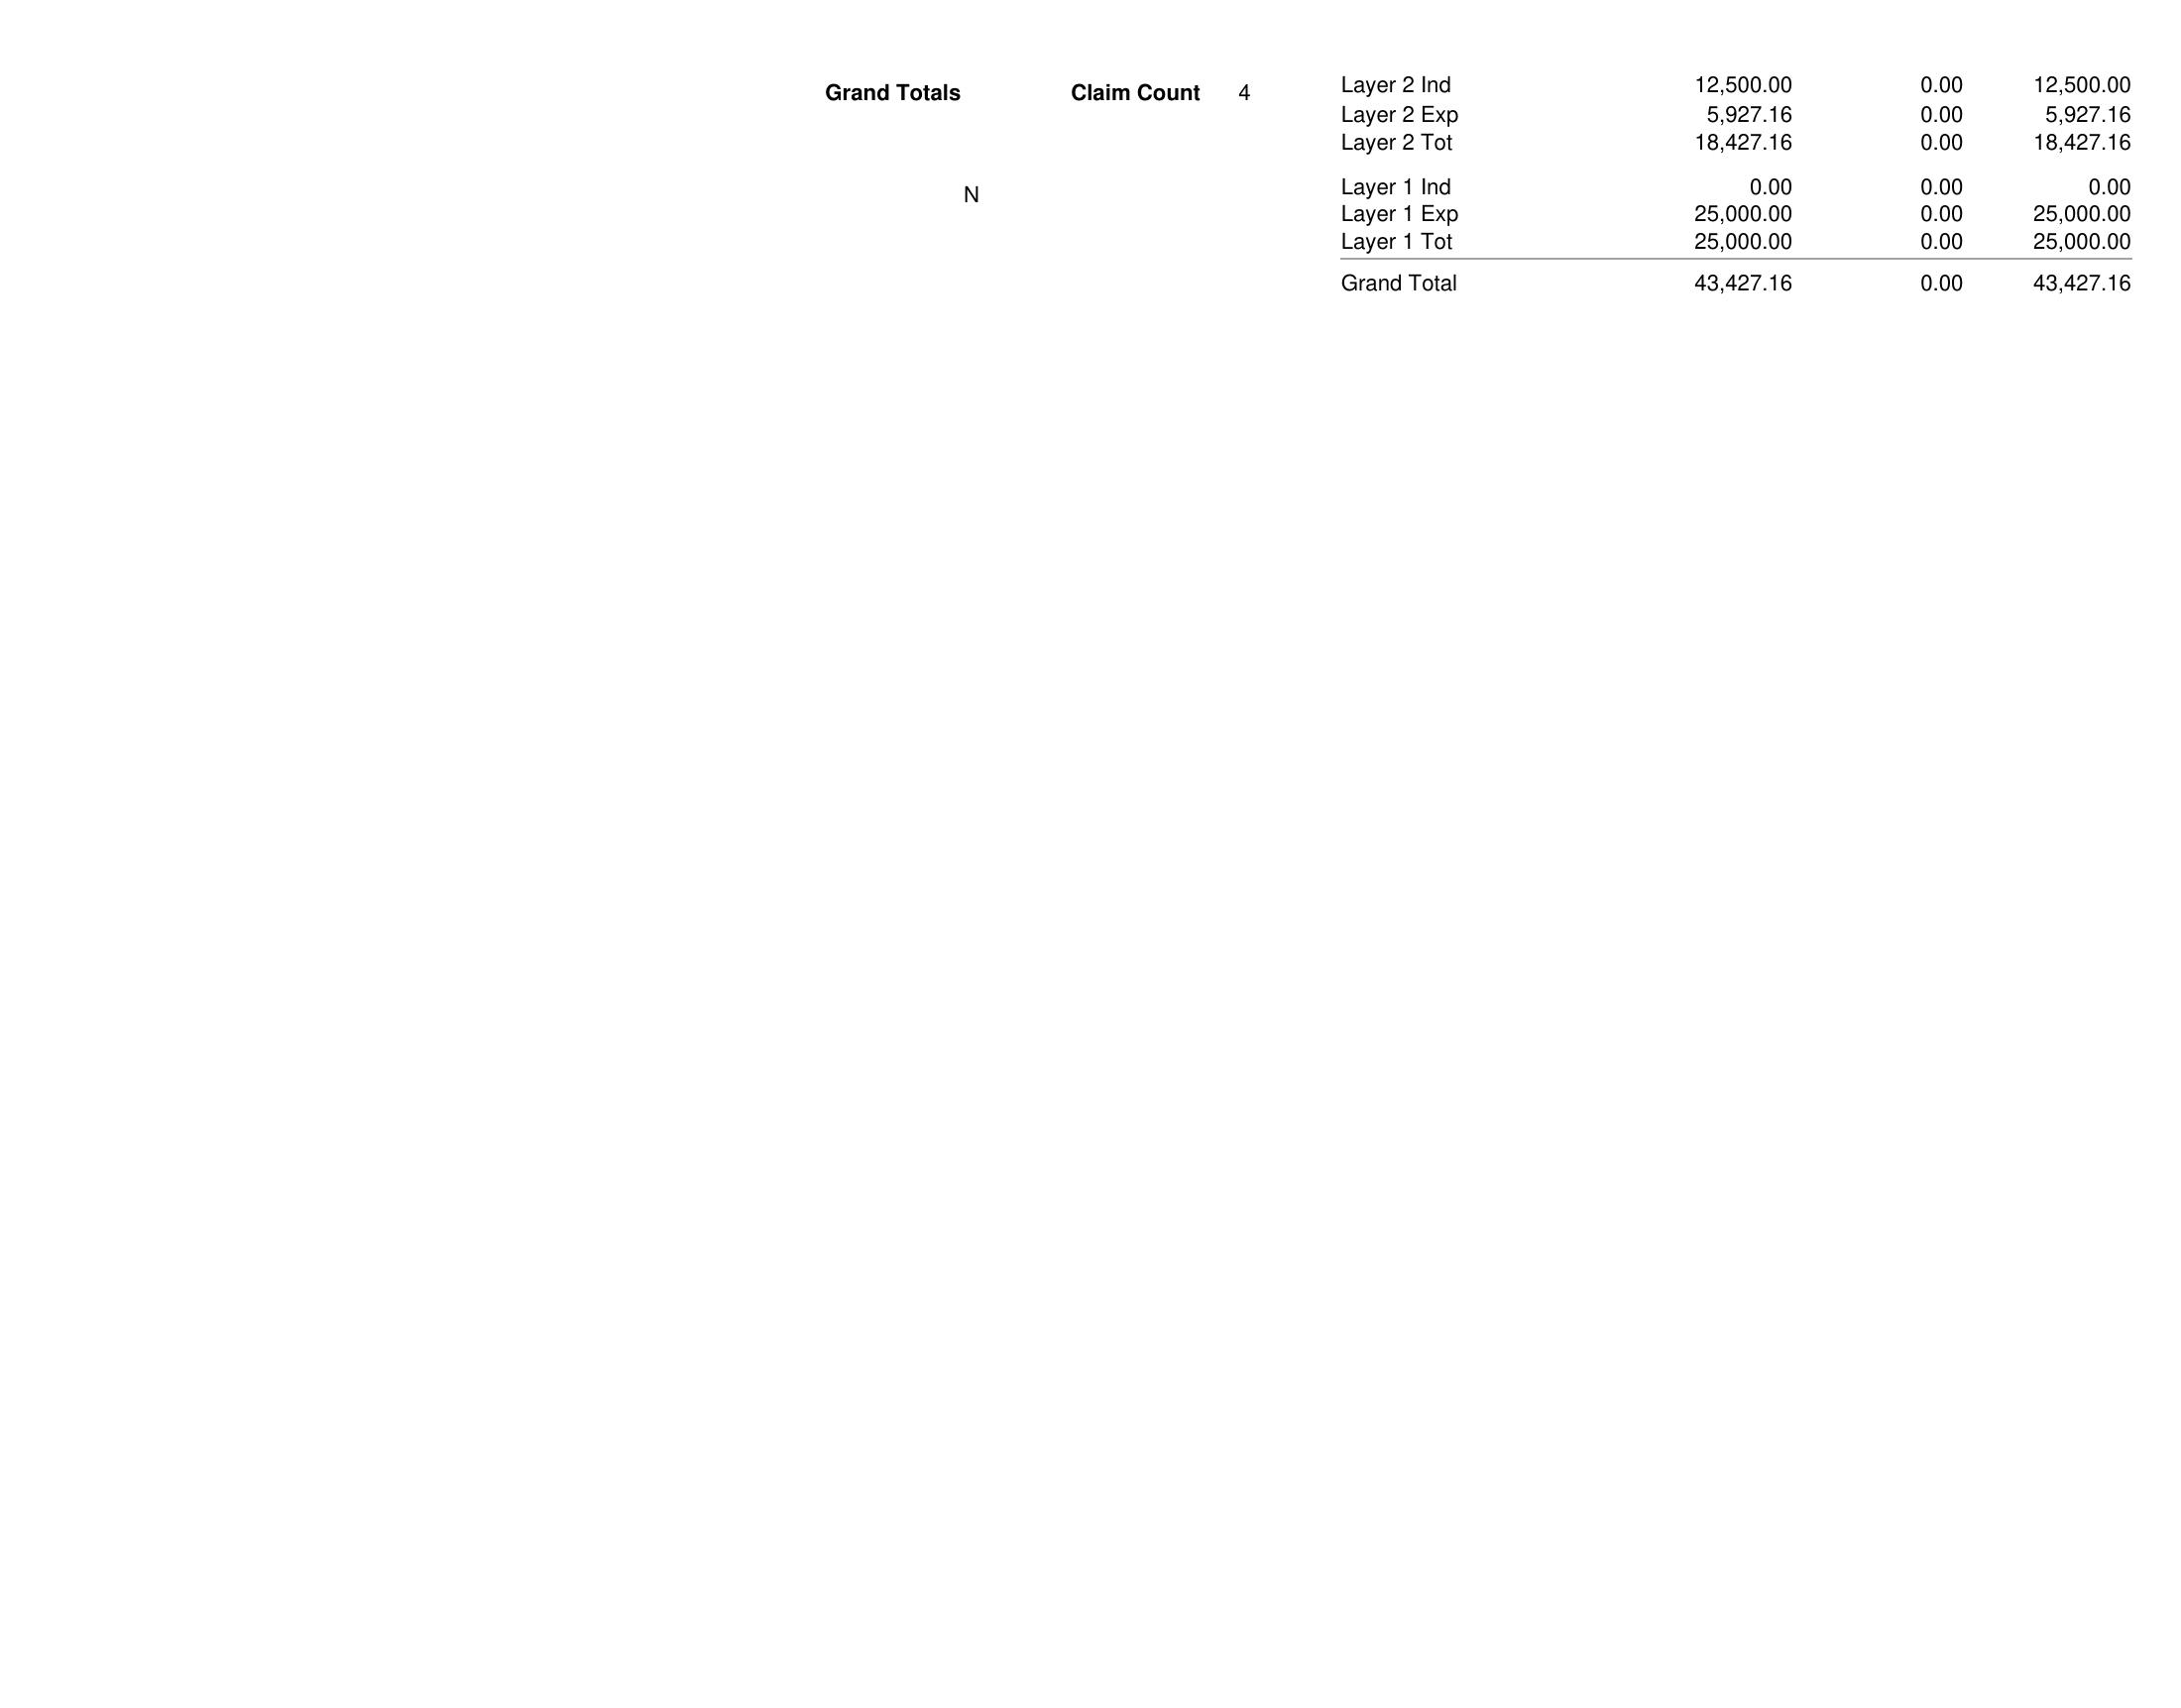 Grand Totals Claim Count 4 Layer 2 Ind 12,500.00 0.00 12,500.00
Layer 2 Exp 5,927.16 0.00 5,927.16
Layer 2 Tot 18,427.16 0.00 18,427.16
N Layer 1 Ind 0.00 0.00 0.00
Layer 1 Exp 25,000.00 0.00 25,000.00
Layer 1 Tot 25,000.00 0.00 25,000.00
Grand Total 43,427.16 0.00 43,427.16